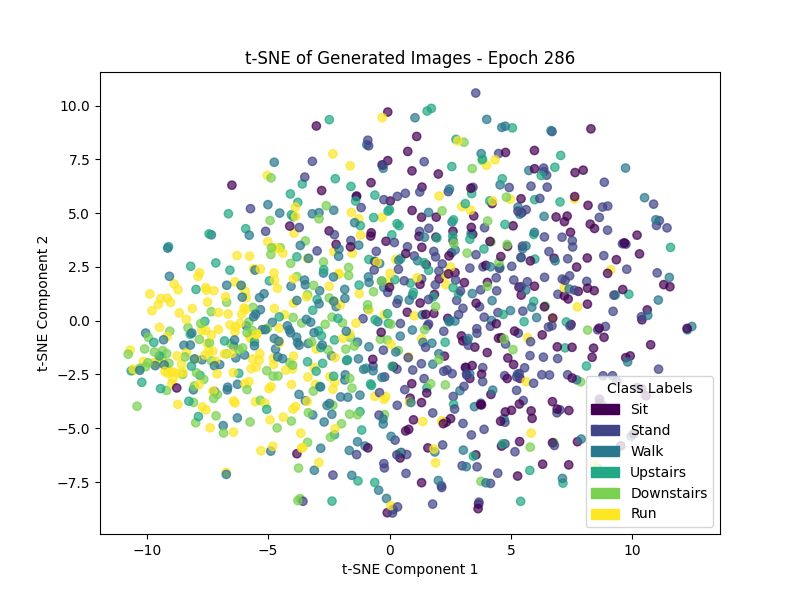 t-SNE of Generated Images - Epoch 286
t-SNE Component 2
10.0
7.5
5.0
2.5
0.0
−2.5
−5.0
−7.5
Class Labels
Sit
Stand
Walk
Upstairs
Downstairs
Run
−10
−5
0
5
10
t-SNE Component 1